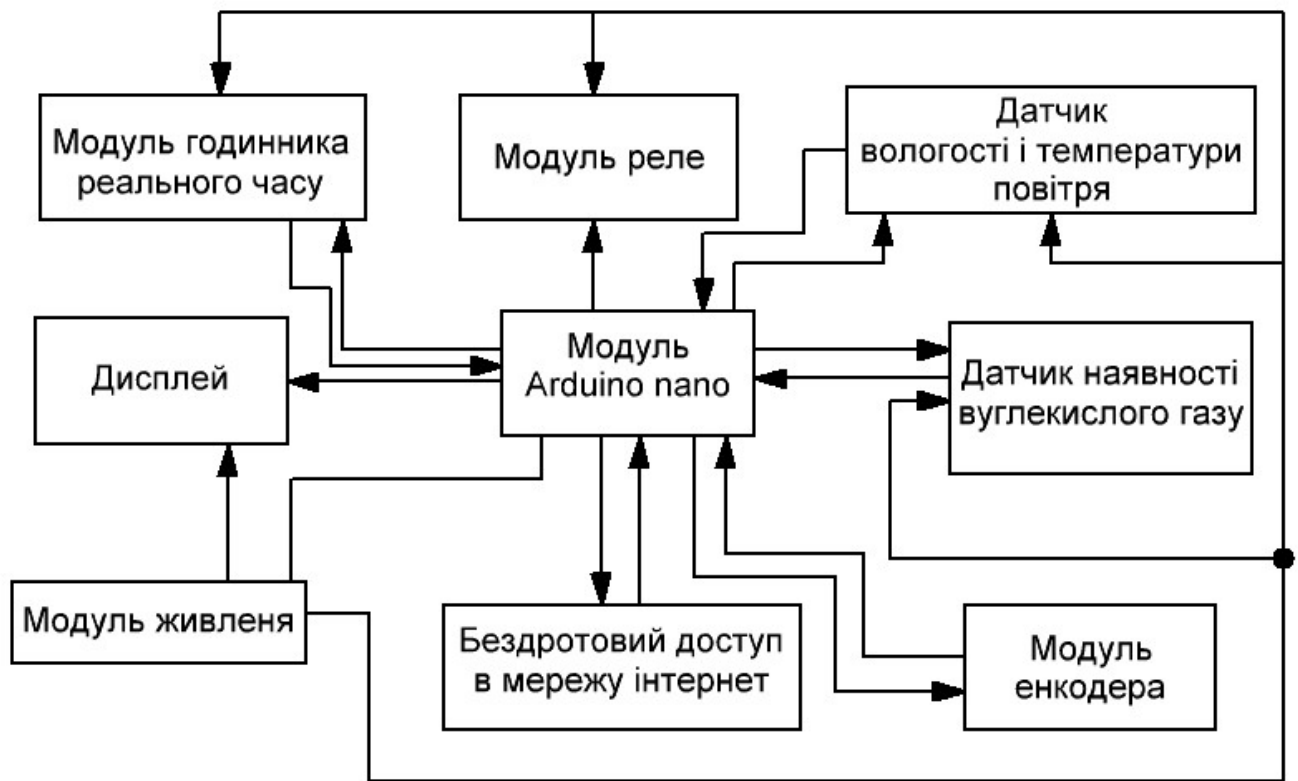 Модуль годинника
реального часу
Модуль реле
Датчик
вологості і температури
повітря
Дисплей
Модуль
Arduino nano
Датчик наявності
вуглекислого газу
Модуль живленя
Бездротовий доступ
в мережу інтернет
Модуль
енкодера